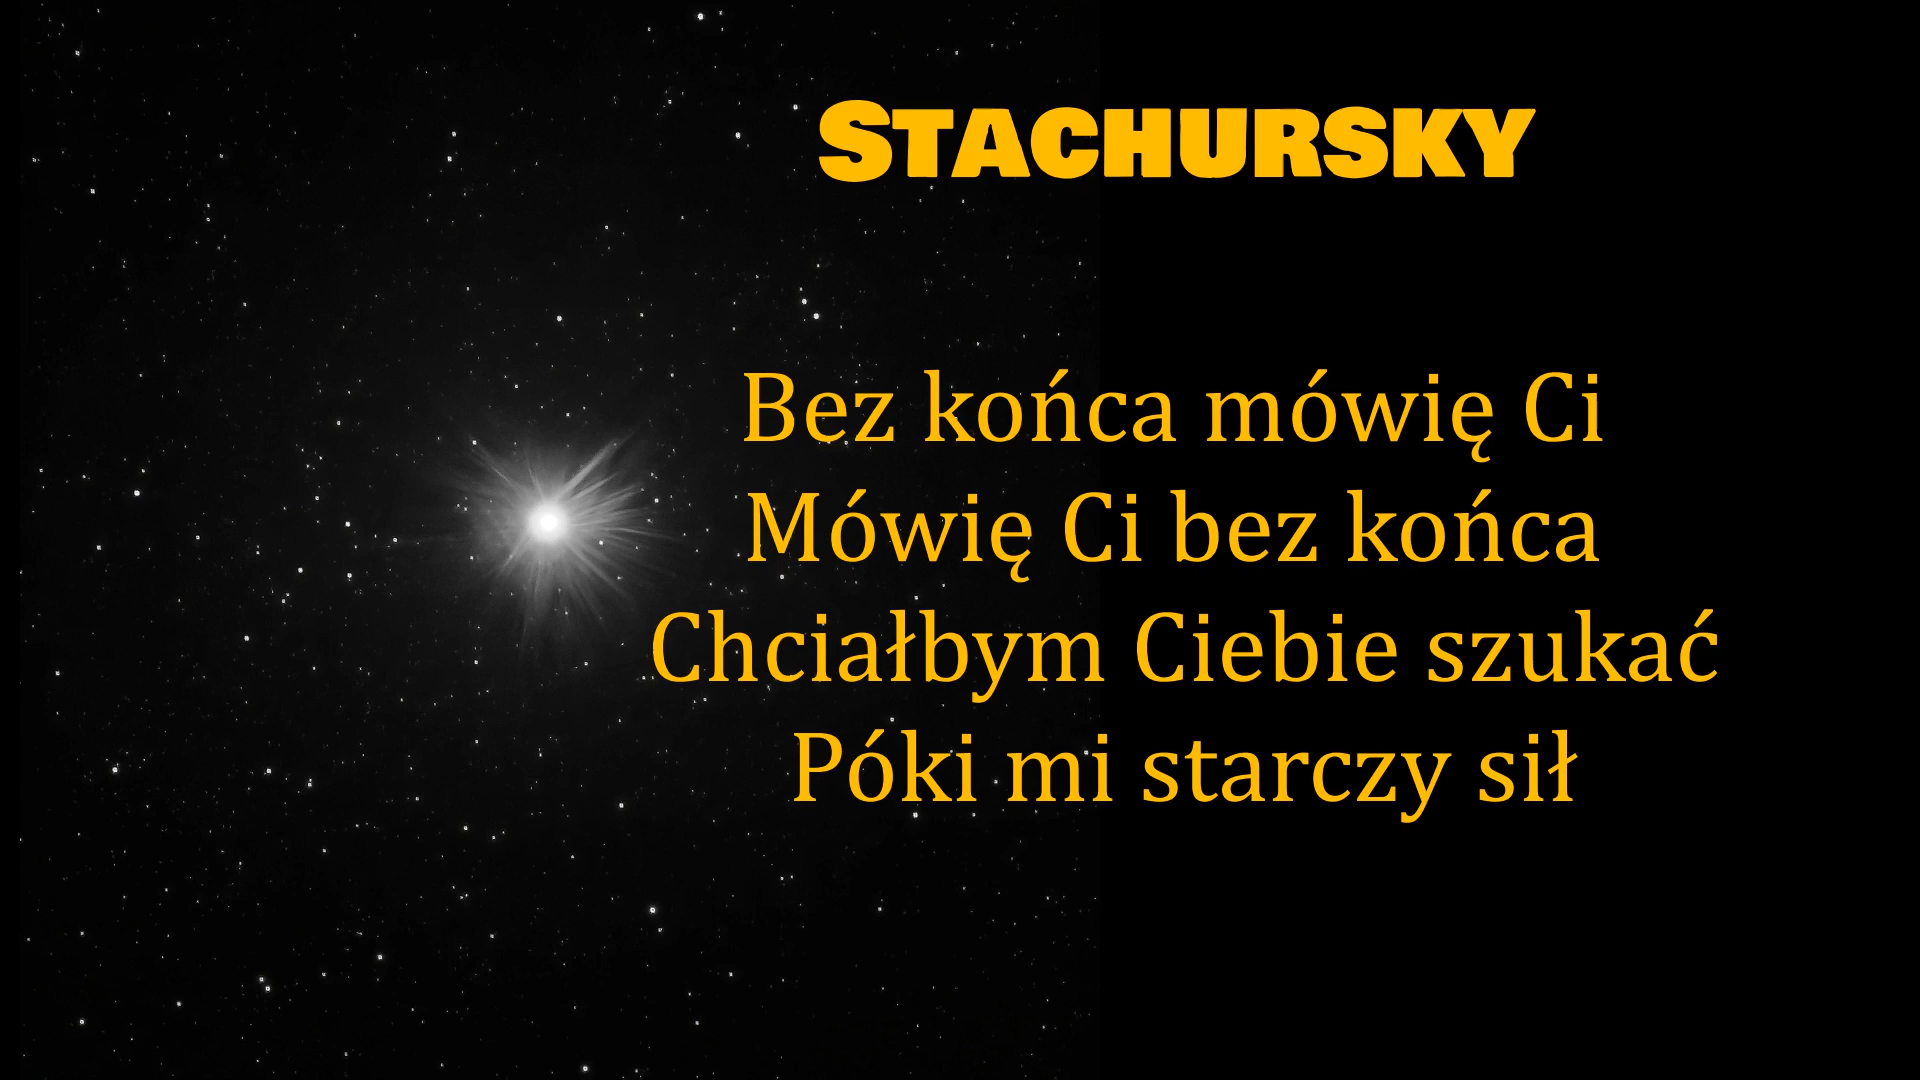 Stachursky
Bez końca mówię Ci
Mówię Ci bez końca
Chciałbym Ciebie szukać
Póki mi starczy sił